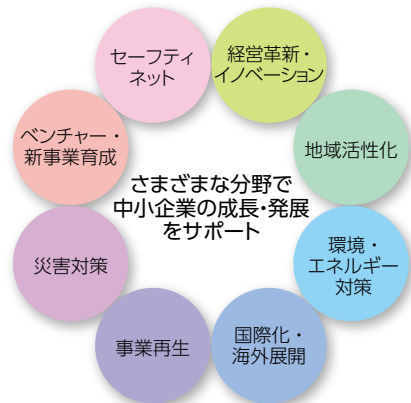 セーフティ
ネット
経営革新・
イノベーション
地域活性化
環境・
エネルギー
対策
国際化・
海外展開
事業再生
災害対策
ベンチャー・
新事業育成
さまざまな分野で
中小企業の成長・発展
をサポート